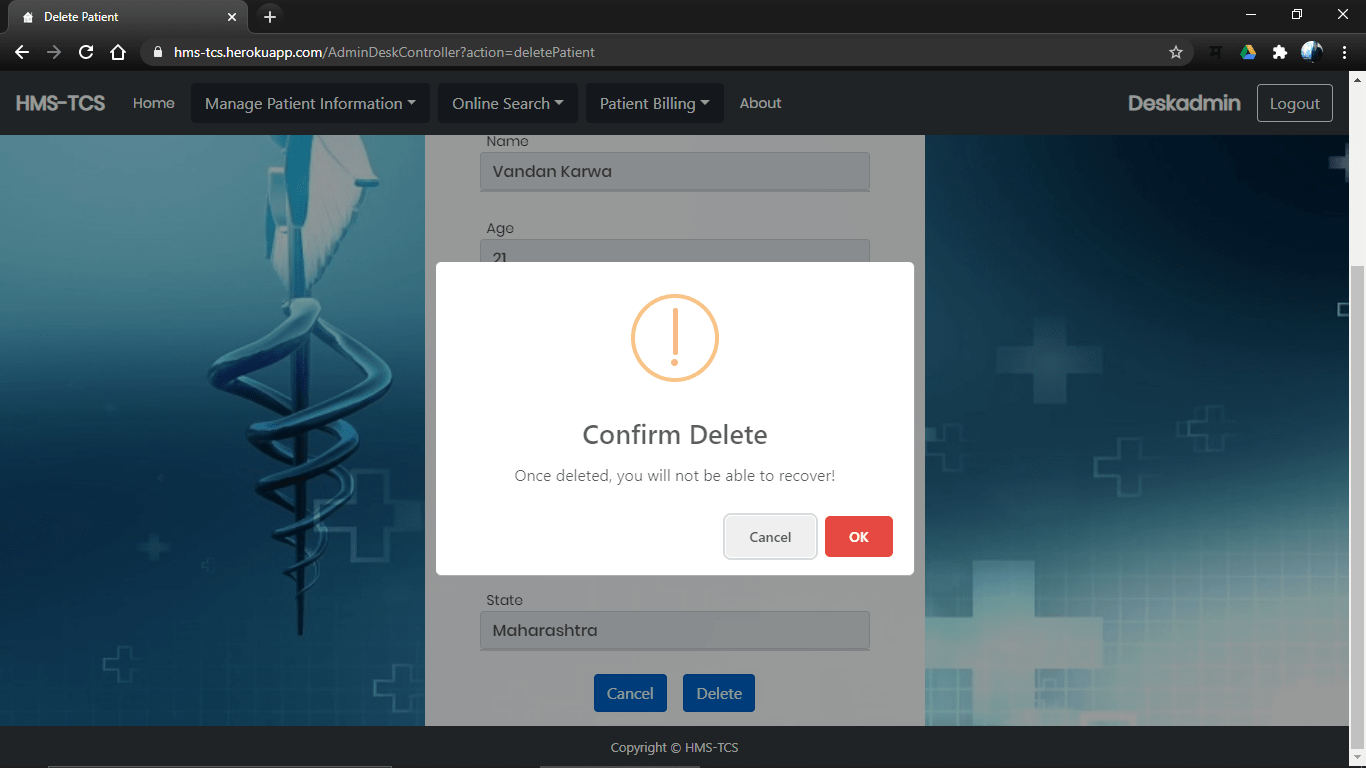 Delete Patient
hms-tcs.herokuapp.com/AdminDeskController?action=deletePatient
HMS-TCS Home Manage Patient Information Online Search Patient Billing About Deskadmin Logout
Name
Vandan Karwa
Age
21
Confirm Delete
Once deleted, you will not be able to recover!
Cancel OK
State
Maharashtra
Cancel Delete
Copyright © HMS-TCS